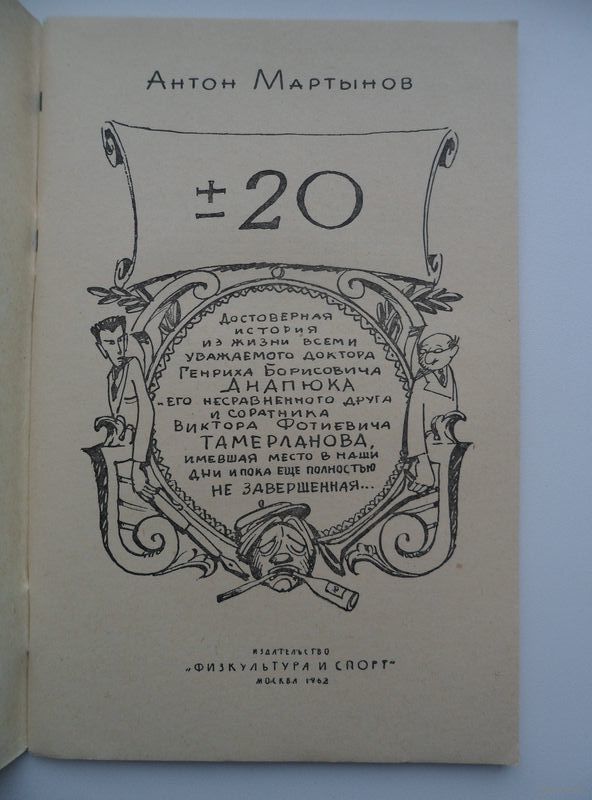 Антон Мартынов
±20
Достоверная
история
из жизни всеми
уважаемого доктора
Генриха Борисовича
АНАПЮКА
и его несравненного друга
и соратника
Виктора Фотиевича
ТАМЕРЛАНОВА,
имевшая место в наши
дни и пока еще полностью
НЕ ЗАВЕРШЕННАЯ...
ИЗДАТЕЛЬСТВО
„ФИЗКУЛЬТУРА И СПОРТ"
МОСКВА 1962